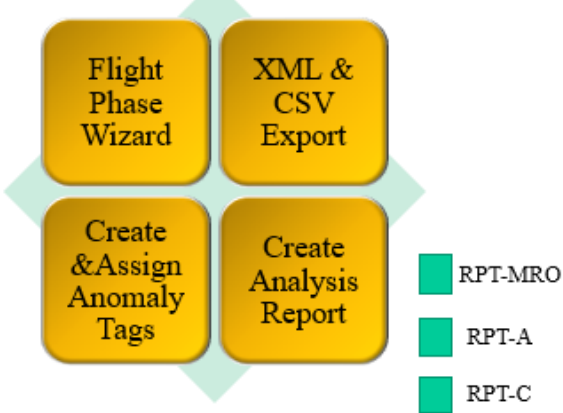 Flight
Phase
Wizard
XML &
CSV
Export
Create
&Assign
Anomaly
Tags
Create
Analysis
Report
RPT-MRO
RPT-A
RPT-C